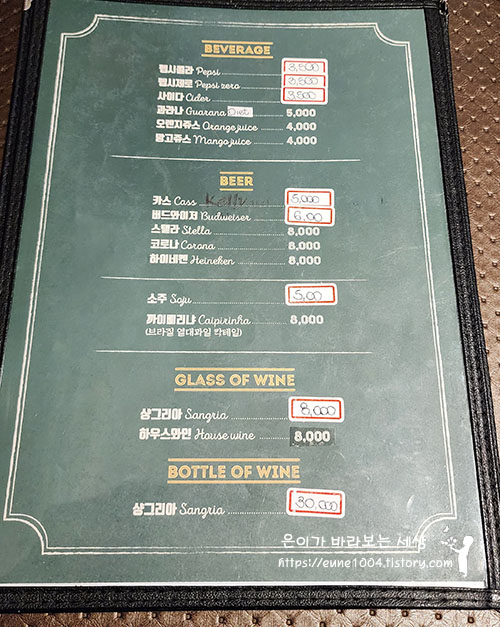 BEVERAGE
펩시콜라 Pepsi 3,500
펩시제로 Pepsi zero 3,500
사이다 Cider 3,500
과라나 Guarana Diet 5,000
오렌지쥬스 Orange juice 4,000
망고쥬스 Mango juice 4,000
BEER
카스 Cass Kelly 5,000
버드와이저 Budweiser 6,00
스텔라 Stella 8,000
코로나 Corona 8,000
하이네켄 Heineken 8,000
소주 Soju 5,00
까이삐리냐 Caipirinha 8,000
(브라질 열대과일 칵테일)
GLASS OF WINE
샹그리아 Sangria 8,000
하우스와인 House wine 8,000
BOTTLE OF WINE
샹그리아 Sangria 30,000
은이가 바라보는 세상
https://eune1004.tistory.com